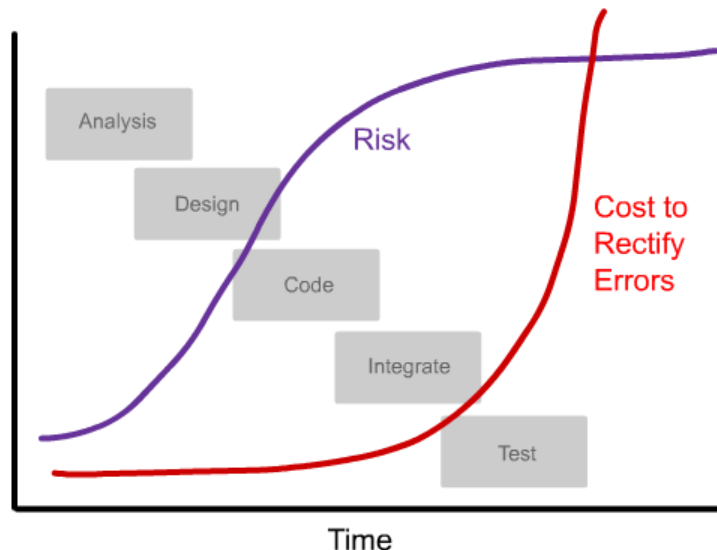 Analysis
Risk
Design
Cost to
Rectify
Errors
Code
Integrate
Test
Time